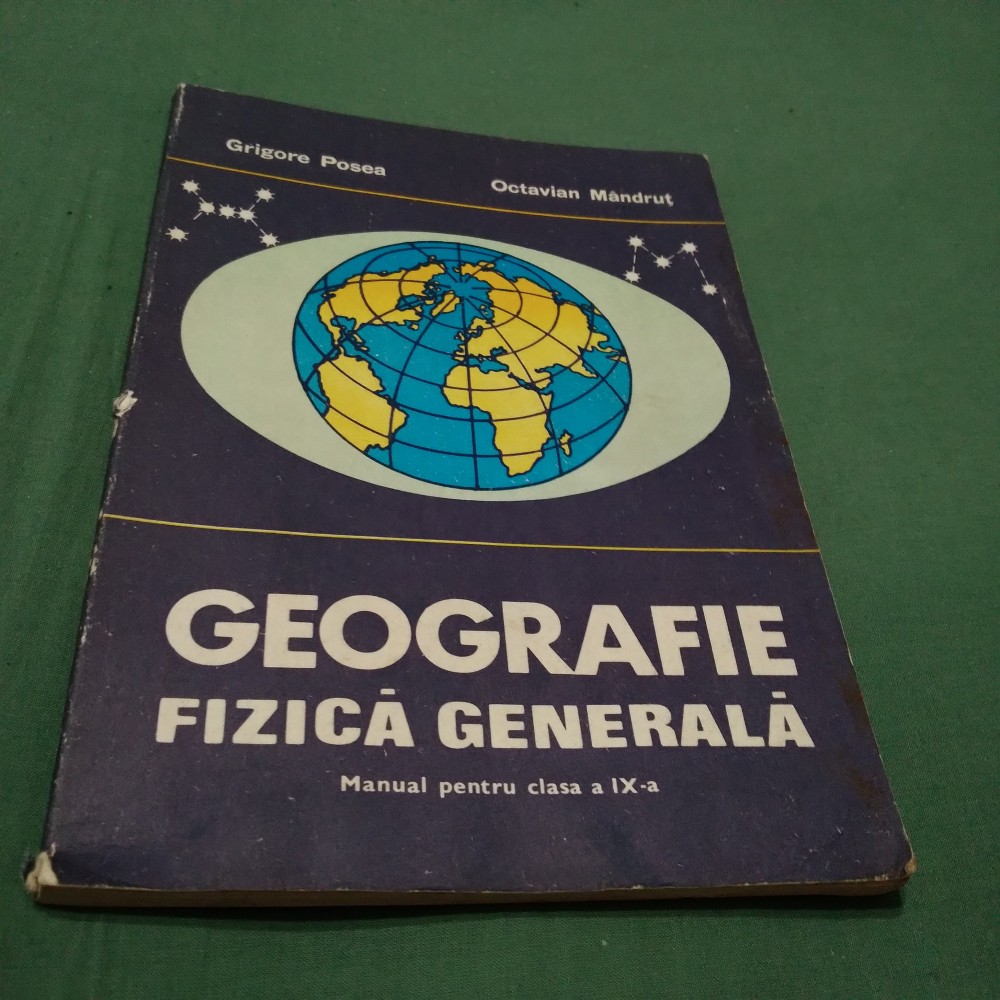 Grigore Posea
Octavian Mândruț
GEOGRAFIE
FIZICĂ GENERALĂ
Manual pentru clasa a IX-a